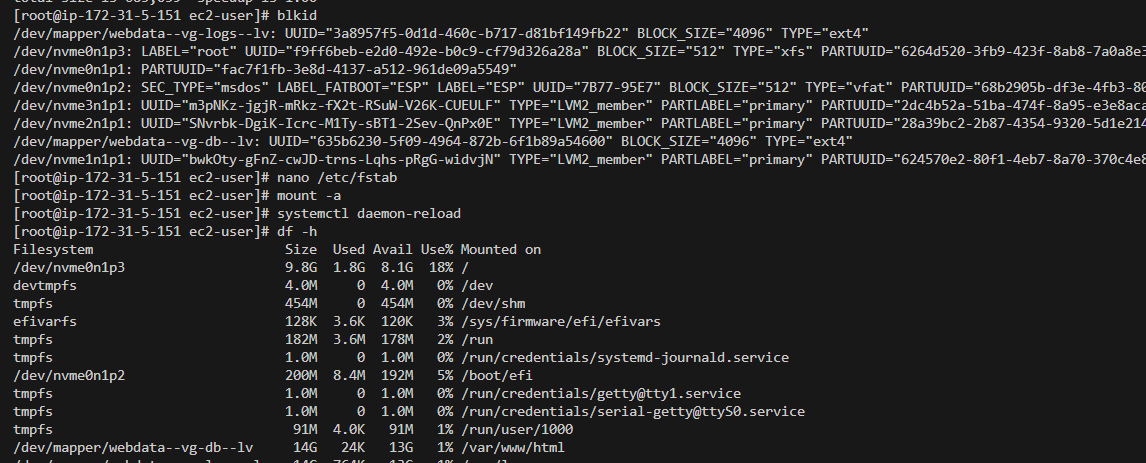 [root@ip-172-31-5-151 ec2-user]# blkid
/dev/mapper/webdata--vg-logs--lv: UUID="3a8957f5-0d1d-460c-b717-d81bf149fb22" BLOCK_SIZE="4096" TYPE="ext4"
/dev/nvme0n1p3: LABEL="root" UUID="f9ff6beb-e2d0-492e-b0c9-cf79d326a28a" BLOCK_SIZE="512" TYPE="xfs" PARTUUID="6264d520-3fb9-423f-8ab8-7a0a8e3
/dev/nvme0n1p1: PARTUUID="fac7f1fb-3e8d-4137-a512-961de09a5549"
/dev/nvme0n1p2: SEC_TYPE="msdos" LABEL_FATBOOT="ESP" LABEL="ESP" UUID="7B77-95E7" BLOCK_SIZE="512" TYPE="vfat" PARTUUID="68b2905b-df3e-4fb3-80
/dev/nvme3n1p1: UUID="m3pNKz-jgjR-mRkz-fX2t-RSuW-V26K-CUEULF" TYPE="LVM2_member" PARTLABEL="primary" PARTUUID="2dc4b52a-51ba-474f-8a95-e3e8aca
/dev/nvme2n1p1: UUID="SNvrbk-DgiK-Icrc-M1Ty-sBT1-2Sev-QnPx0E" TYPE="LVM2_member" PARTLABEL="primary" PARTUUID="28a39bc2-2b87-4354-9320-5d1e214
/dev/mapper/webdata--vg-db--lv: UUID="635b6230-5f09-4964-872b-6f1b89a54600" BLOCK_SIZE="4096" TYPE="ext4"
/dev/nvme1n1p1: UUID="bwkOty-gFnZ-cwJD-trns-Lqhs-pRgG-widvjN" TYPE="LVM2_member" PARTLABEL="primary" PARTUUID="624570e2-80f1-4eb7-8a70-370c4e8
[root@ip-172-31-5-151 ec2-user]# nano /etc/fstab
[root@ip-172-31-5-151 ec2-user]# mount -a
[root@ip-172-31-5-151 ec2-user]# systemctl daemon-reload
[root@ip-172-31-5-151 ec2-user]# df -h
Filesystem Size Used Avail Use% Mounted on
/dev/nvme0n1p3 9.8G 1.8G 8.1G 18% /
devtmpfs 4.0M 0 4.0M 0% /dev
tmpfs 454M 0 454M 0% /dev/shm
efivarfs 128K 3.6K 120K 3% /sys/firmware/efi/efivars
tmpfs 182M 3.6M 178M 2% /run
tmpfs 1.0M 0 1.0M 0% /run/credentials/systemd-journald.service
/dev/nvme0n1p2 200M 8.4M 192M 5% /boot/efi
tmpfs 1.0M 0 1.0M 0% /run/credentials/getty@tty1.service
tmpfs 1.0M 0 1.0M 0% /run/credentials/serial-getty@ttyS0.service
tmpfs 91M 4.0K 91M 1% /run/user/1000
/dev/mapper/webdata--vg-db--lv 14G 24K 13G 1% /var/www/html